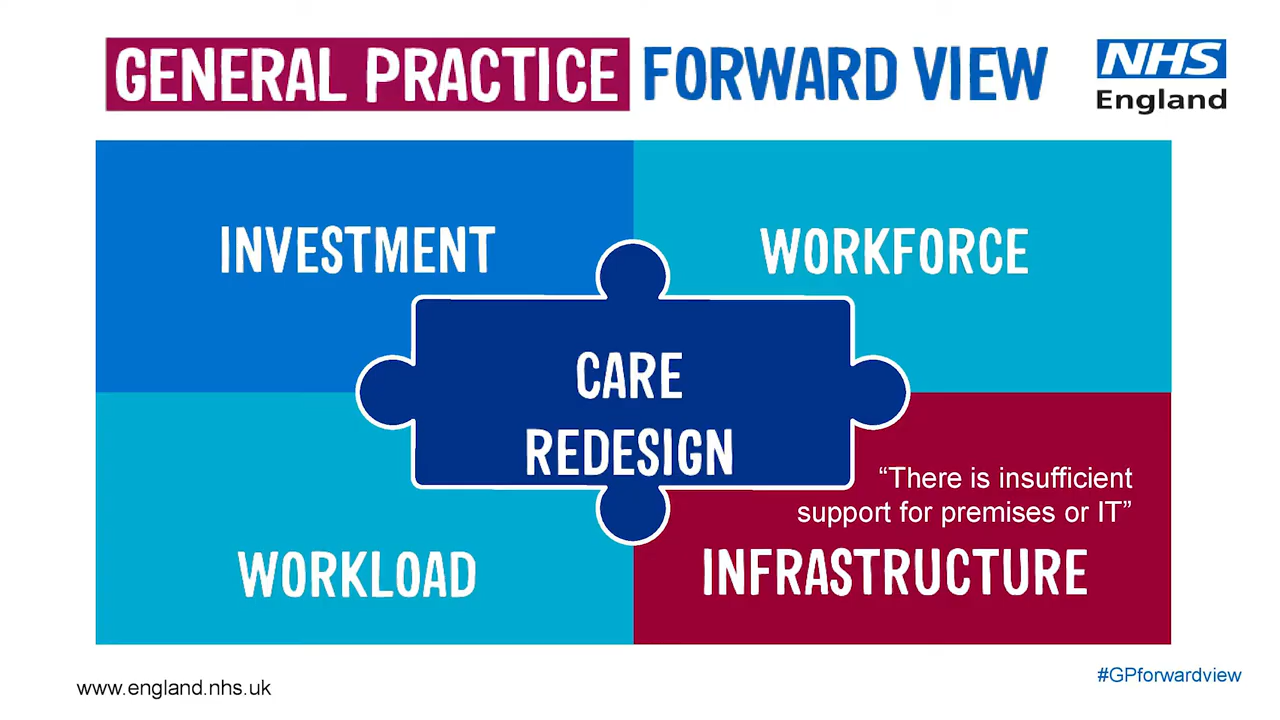 GENERAL PRACTICE FORWARD VIEW
NHS
England
INVESTMENT
WORKFORCE
CARE
REDESIGN
“There is insufficient
support for premises or IT”
WORKLOAD
INFRASTRUCTURE
www.england.nhs.uk
#GPforwardview